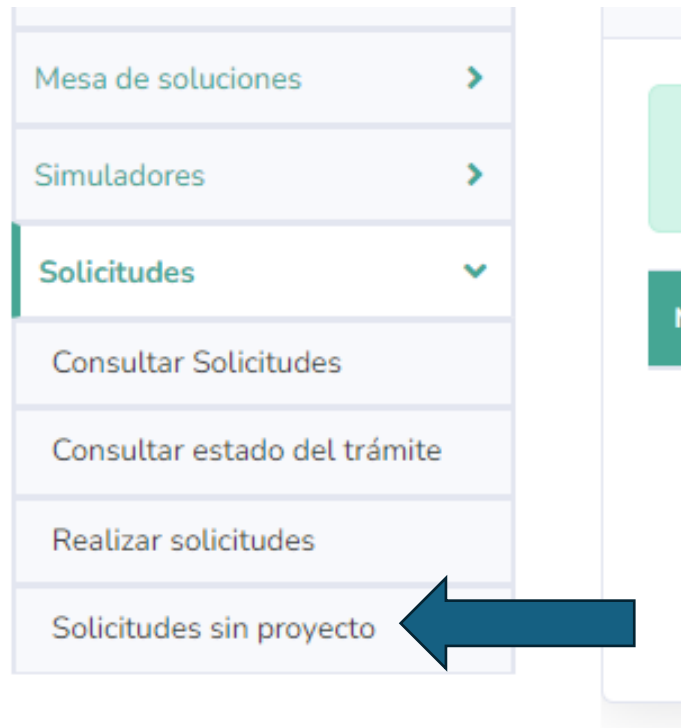 Mesa de soluciones
Simuladores
Solicitudes
Consultar Solicitudes
Consultar estado del trámite
Realizar solicitudes
Solicitudes sin proyecto